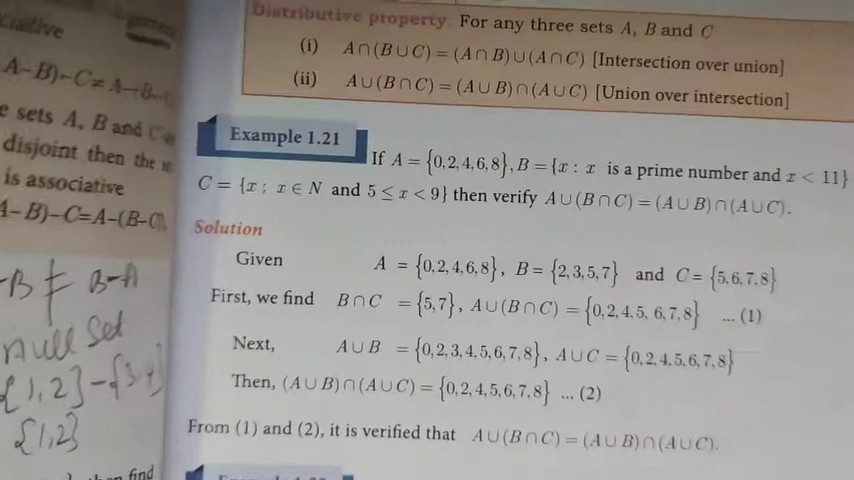 ciative
A−B)−C≠A−(B−C
e sets A, B and C
disjoint then the
is associative
A−B)−C=A−(B−C)
-B ≠ B-A
null set
{1,2}-{3,4}
{1,2}
then find
Distributive property For any three sets A, B and C
(i) A∩(B∪C)=(A∩B)∪(A∩C) [Intersection over union]
(ii) A∪(B∩C)=(A∪B)∩(A∪C) [Union over intersection]
Example 1.21
If A={0,2,4,6,8}, B={x : x is a prime number and x<11}
C={x : x∈N and 5≤x<9} then verify A∪(B∩C)=(A∪B)∩(A∪C).
Solution
Given A = {0,2,4,6,8}, B = {2,3,5,7} and C = {5,6,7,8}
First, we find B∩C = {5,7}, A∪(B∩C) = {0,2,4,5,6,7,8} ... (1)
Next, A∪B = {0,2,3,4,5,6,7,8}, A∪C = {0,2,4,5,6,7,8}
Then, (A∪B)∩(A∪C) = {0,2,4,5,6,7,8} ... (2)
From (1) and (2), it is verified that A∪(B∩C)=(A∪B)∩(A∪C).